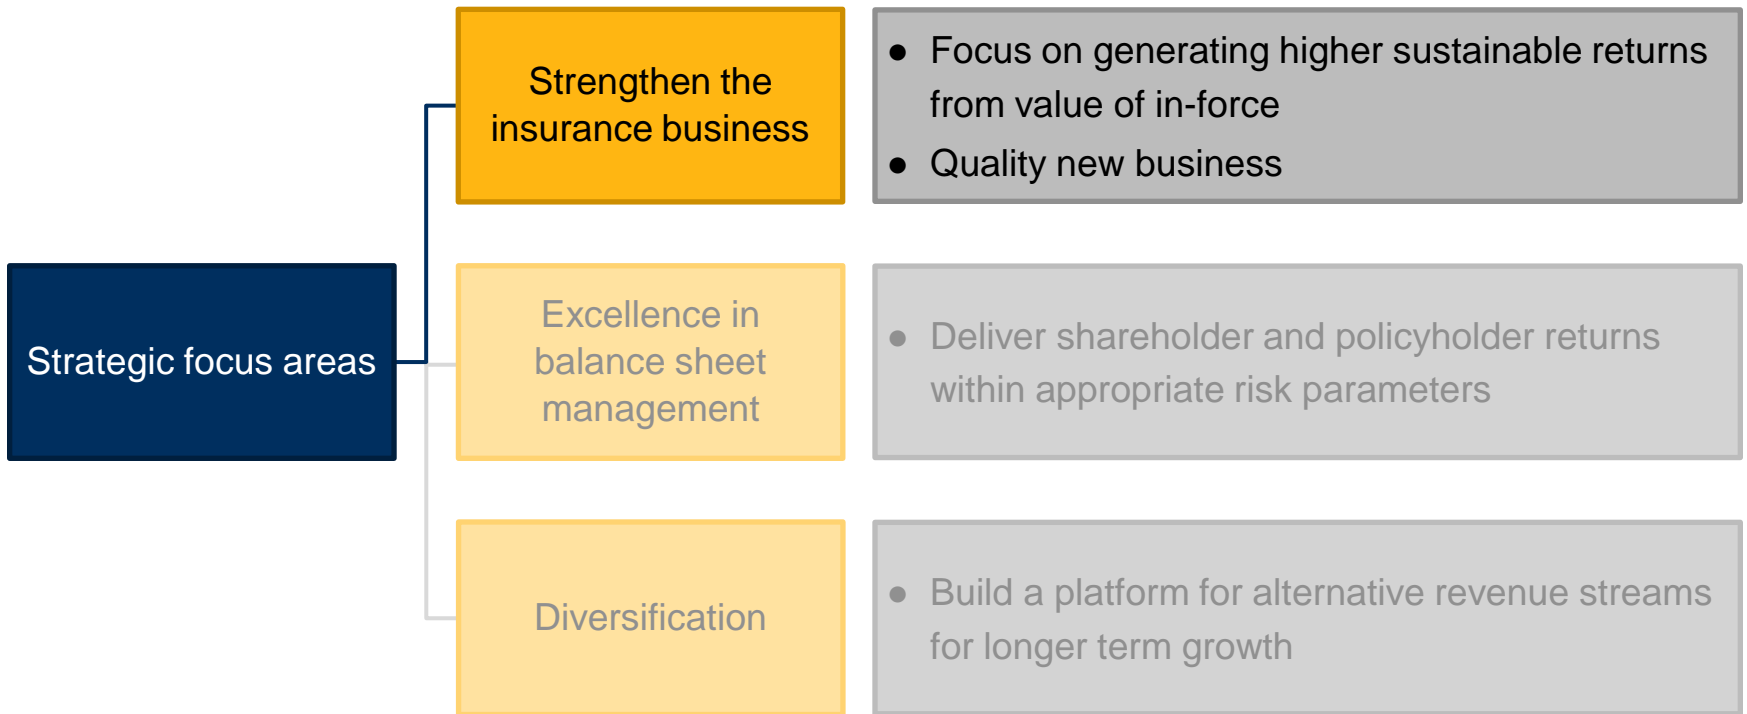 Strengthen the
insurance business
● Focus on generating higher sustainable returns
from value of in-force
● Quality new business
Strategic focus areas
Excellence in
balance sheet
management
● Deliver shareholder and policyholder returns
within appropriate risk parameters
Diversification
● Build a platform for alternative revenue streams
for longer term growth